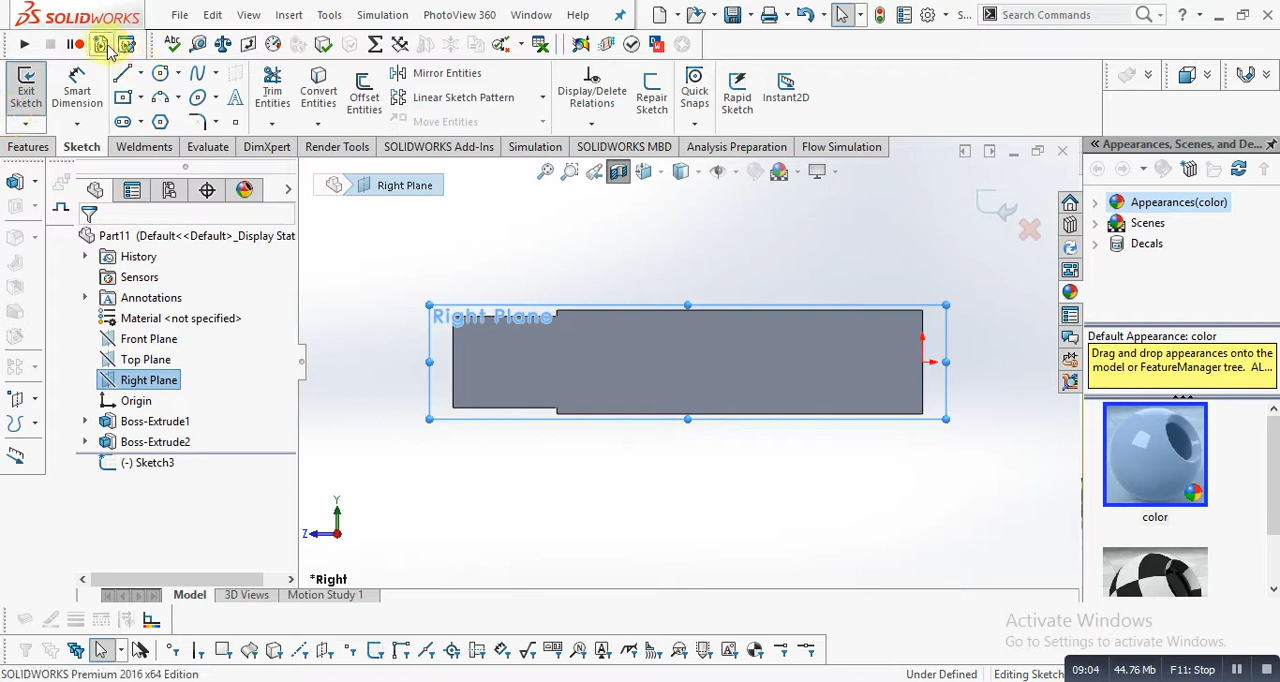 SOLIDWORKS
File Edit View Insert Tools Simulation PhotoView 360 Window Help
S...
Search Commands
Exit Sketch
Smart Dimension
Trim Entities
Convert Entities
Offset Entities
Mirror Entities
Linear Sketch Pattern
Move Entities
Display/Delete Relations
Repair Sketch
Quick Snaps
Rapid Sketch
Instant2D
Features Sketch Weldments Evaluate DimXpert Render Tools SOLIDWORKS Add-Ins Simulation SOLIDWORKS MBD Analysis Preparation Flow Simulation
Appearances, Scenes, and De...
Right Plane
Part11 (Default<<Default>_Display Stat
History
Sensors
Annotations
Material <not specified>
Front Plane
Top Plane
Right Plane
Origin
Boss-Extrude1
Boss-Extrude2
(-) Sketch3
Right Plane
Y
Z
*Right
Appearances(color)
Scenes
Decals
Default Appearance: color
Drag and drop appearances onto the
model or FeatureManager tree. AL...
color
Model 3D Views Motion Study 1
Activate Windows
Go to Settings to activate Windows.
SOLIDWORKS Premium 2016 x64 Edition
Under Defined
Editing Sketch
09:04 44.76 MB F11: Stop